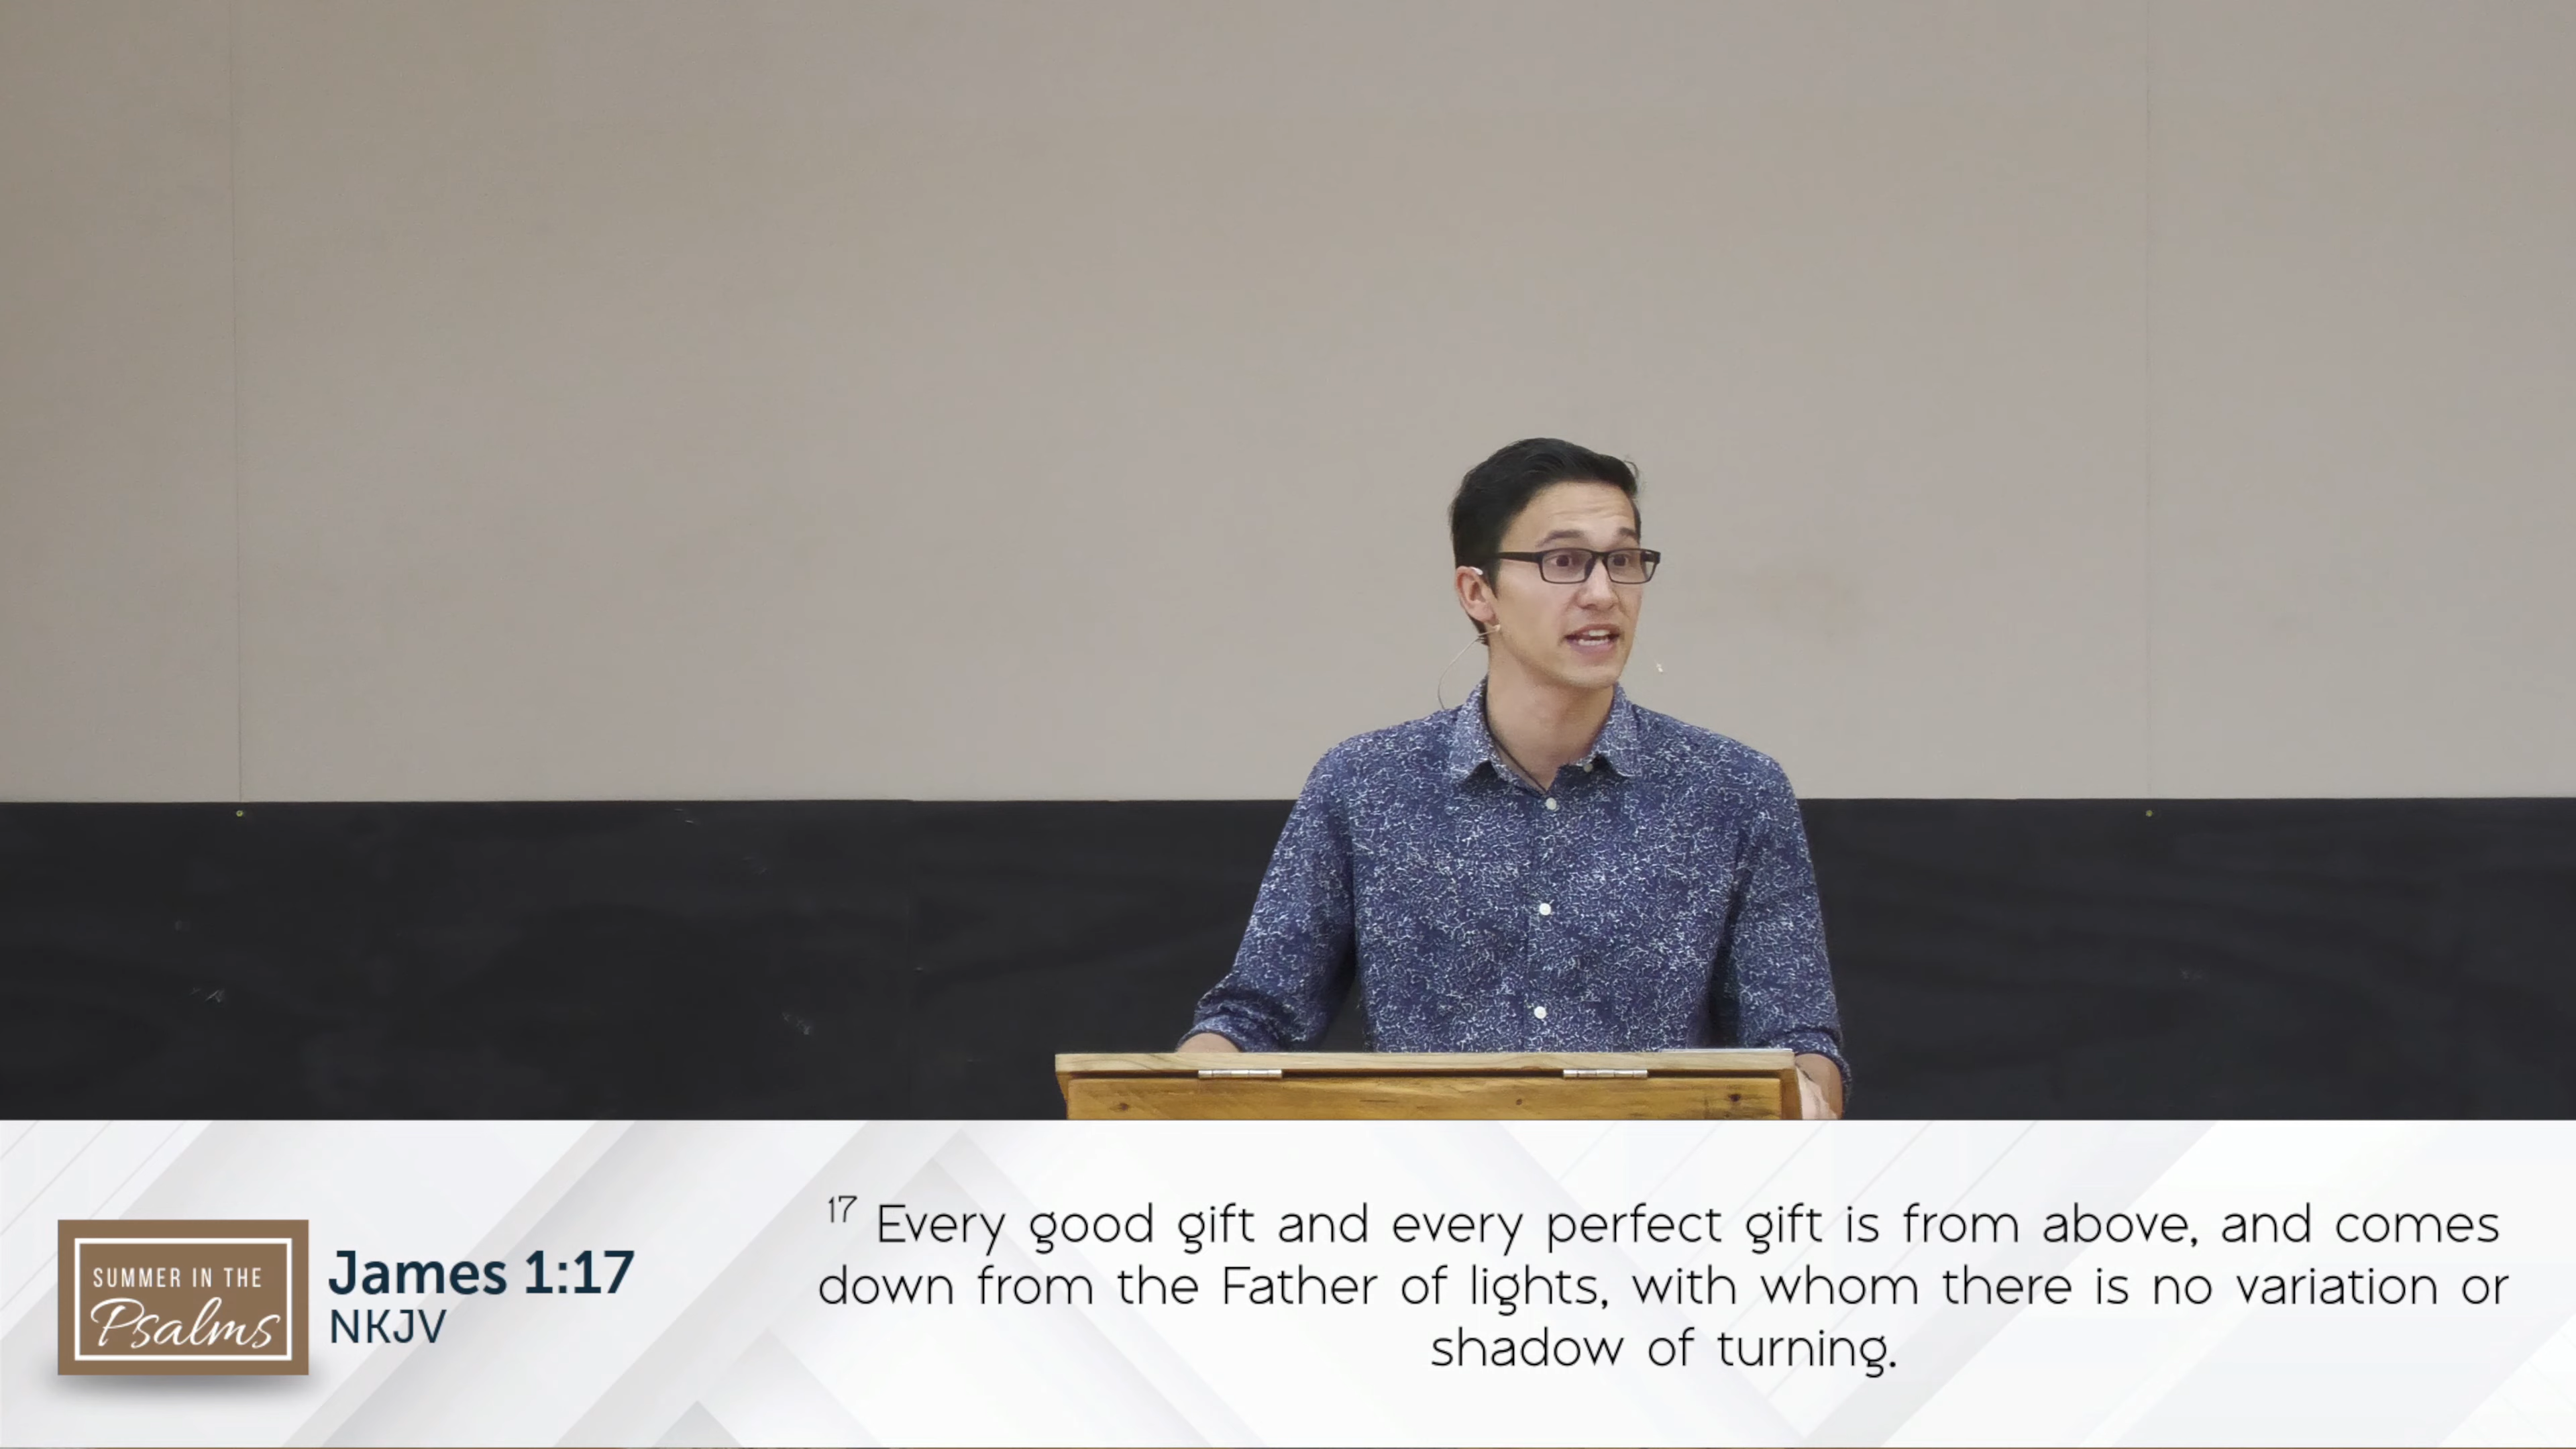 SUMMER IN THE
Psalms
James 1:17
NKJV
17 Every good gift and every perfect gift is from above, and comes
down from the Father of lights, with whom there is no variation or
shadow of turning.